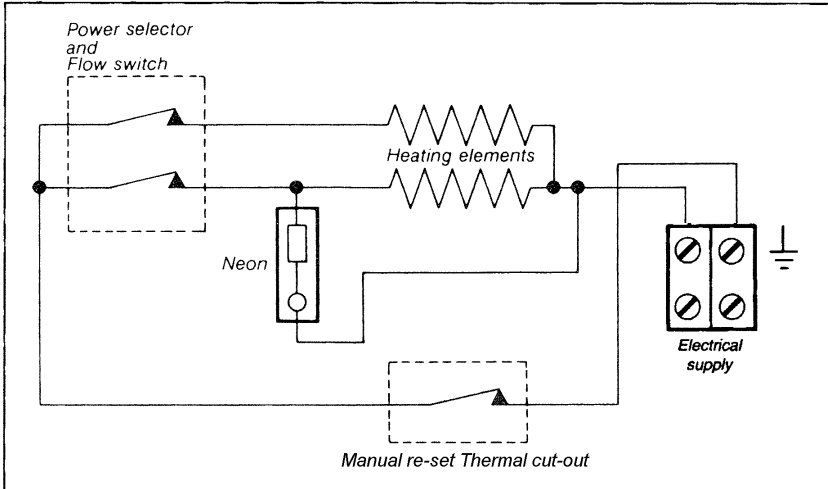 Power selector
and
Flow switch
Heating elements
Neon
Electrical
supply
Manual re-set Thermal cut-out